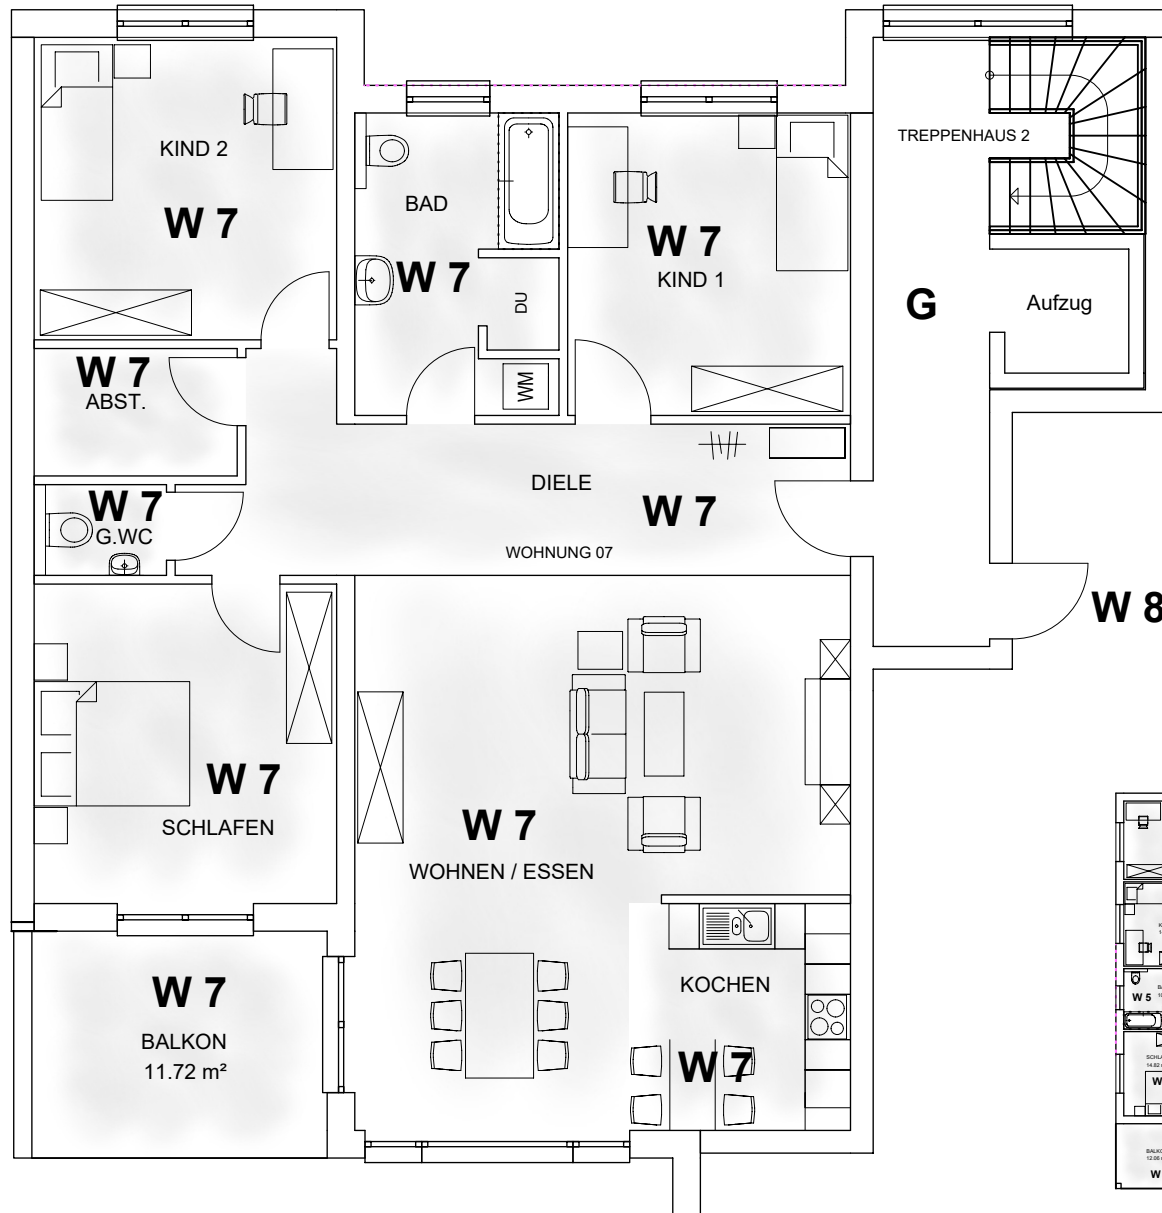 KIND 2
W 7
BAD
W 7
W 7
KIND 1
DU
WM
TREPPENHAUS 2
G
Aufzug
W 7
ABST.
W 7
G.WC
DIELE
W 7
WOHNUNG 07
W 8
W 7
SCHLAFEN
W 7
WOHNEN / ESSEN
W 7
BALKON
11.72 m²
KOCHEN
W 7
W 5
W
W